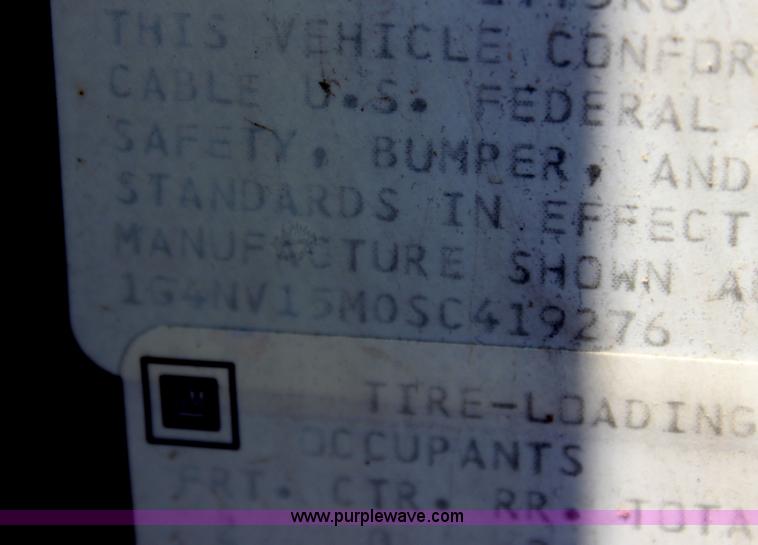 THIS VEHICLE CONFOR
CABLE U.S. FEDERAL
SAFETY, BUMPER, AND
STANDARDS IN EFFECT
MANUFACTURE SHOWN A
1G4NV15M0SC419276
TIRE-LOADING
OCCUPANTS
FRT. CTR. RR. TOTA
www.purplewave.com